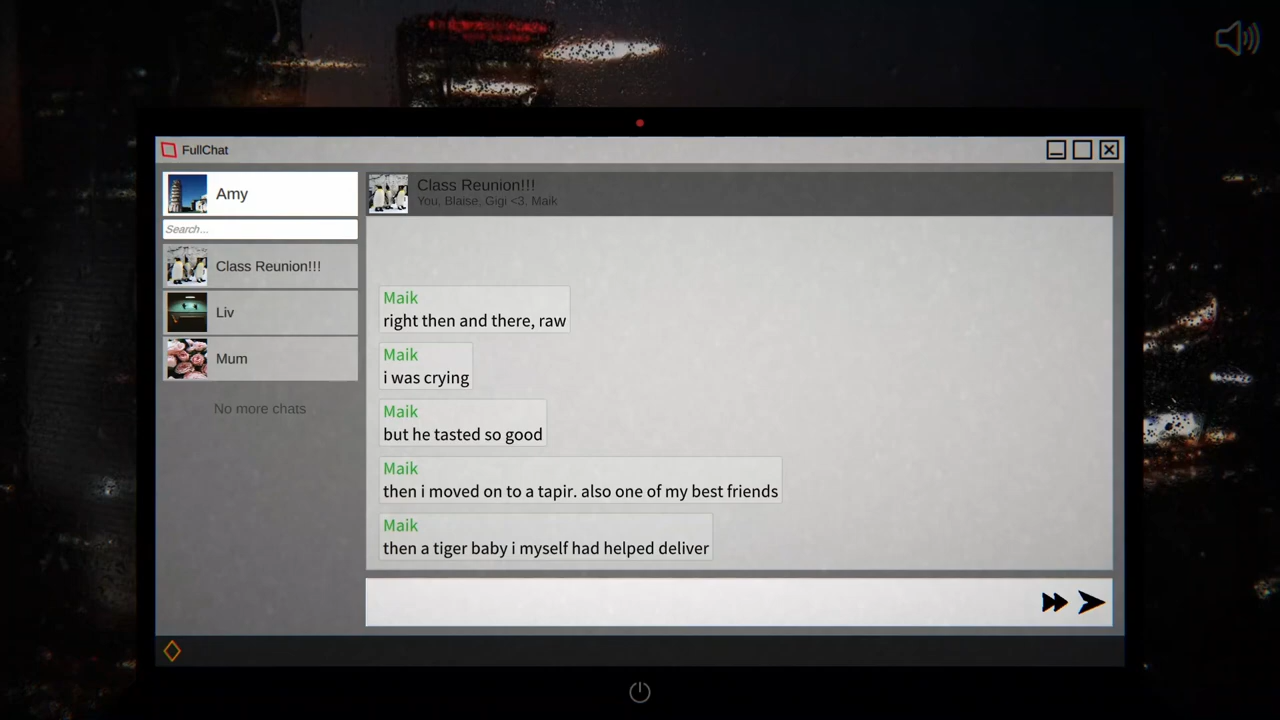 FullChat
Amy
Search...
Class Reunion!!!
Liv
Mum
No more chats
Class Reunion!!!
You, Blaise, Gigi <3, Maik
Maik
right then and there, raw
Maik
i was crying
Maik
but he tasted so good
Maik
then i moved on to a tapir. also one of my best friends
Maik
then a tiger baby i myself had helped deliver